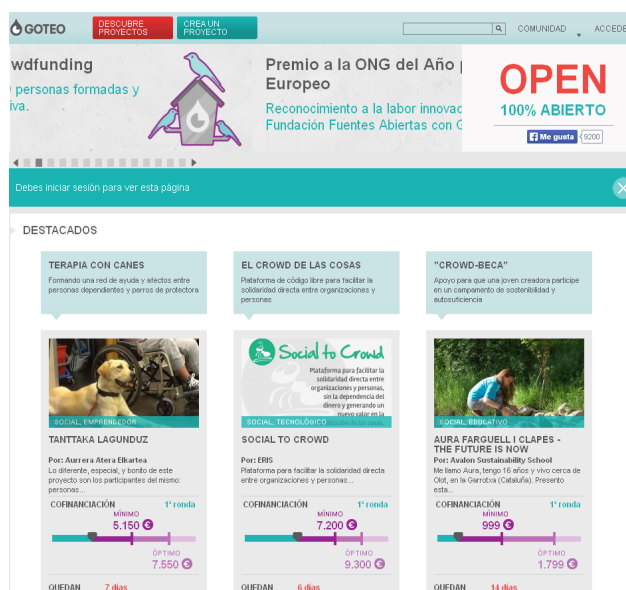 GOTEO
DESCUBRE
PROYECTOS
CREA UN
PROYECTO
COMUNIDAD
ACCEDE
wdfunding
personas formadas y
iva.
Premio a la ONG del Año
Europeo
Reconocimiento a la labor innovac
Fundación Fuentes Abiertas con G
OPEN
100% ABIERTO
Me gusta
9200
Debes iniciar sesión para ver esta página
DESTACADOS
TERAPIA CON CANES
Formando una red de ayuda y afectos entre
personas dependientes y perros de protectora
EL CROWD DE LAS COSAS
Plataforma de código libre para facilitar la
solidaridad directa entre organizaciones y
personas
"CROWD-BECA"
Apoyo para que una joven creadora participe
en un campamento de sostenibilidad y
autosuficiencia
SOCIAL, EMPRENDEDOR
TANTTAKA LAGUNDUZ
Por: Aurrera Atera Elkartea
Lo diferente, especial, y bonito de este
proyecto son los participantes del mismo:
personas...
COFINANCIACIÓN 1ª ronda
MÍNIMO
5.150 €
ÓPTIMO
7.550 €
QUEDAN 7 días
Social to Crowd
Plataforma para facilitar la
solidaridad directa entre
organizaciones y personas,
sin la dependencia del
dinero y generando un
nuevo valor en la
SOCIAL, TECNOLÓGICO
SOCIAL TO CROWD
Por: ERIS
Plataforma para facilitar la solidaridad directa
entre organizaciones y personas...
COFINANCIACIÓN 1ª ronda
MÍNIMO
7.200 €
ÓPTIMO
9.300 €
QUEDAN 6 días
SOCIAL, EDUCATIVO
AURA FARGUELL I CLAPES -
THE FUTURE IS NOW
Por: Avalon Sustainability School
Me llamo Aura, tengo 16 años y vivo cerca de
Olot, en la Garrotxa (Cataluña). Presento
esta...
COFINANCIACIÓN 1ª ronda
MÍNIMO
999 €
ÓPTIMO
1.799 €
QUEDAN 14 días